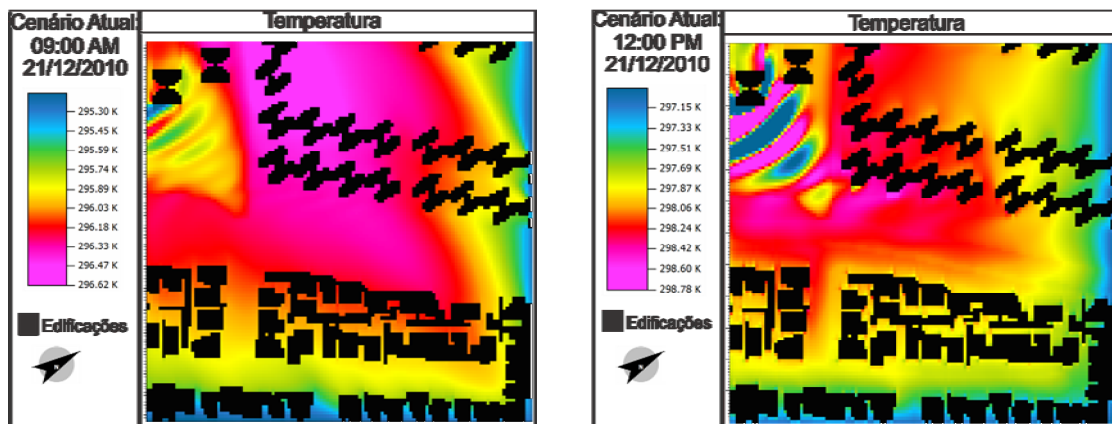 Cenário Atual:
09:00 AM
21/12/2010
Temperatura
295.30 K
295.45 K
295.59 K
295.74 K
295.89 K
296.03 K
296.18 K
296.33 K
296.47 K
296.62 K
Edificações
N
Cenário Atual:
12:00 PM
21/12/2010
Temperatura
297.15 K
297.33 K
297.51 K
297.69 K
297.87 K
298.06 K
298.24 K
298.42 K
298.60 K
298.78 K
Edificações
N